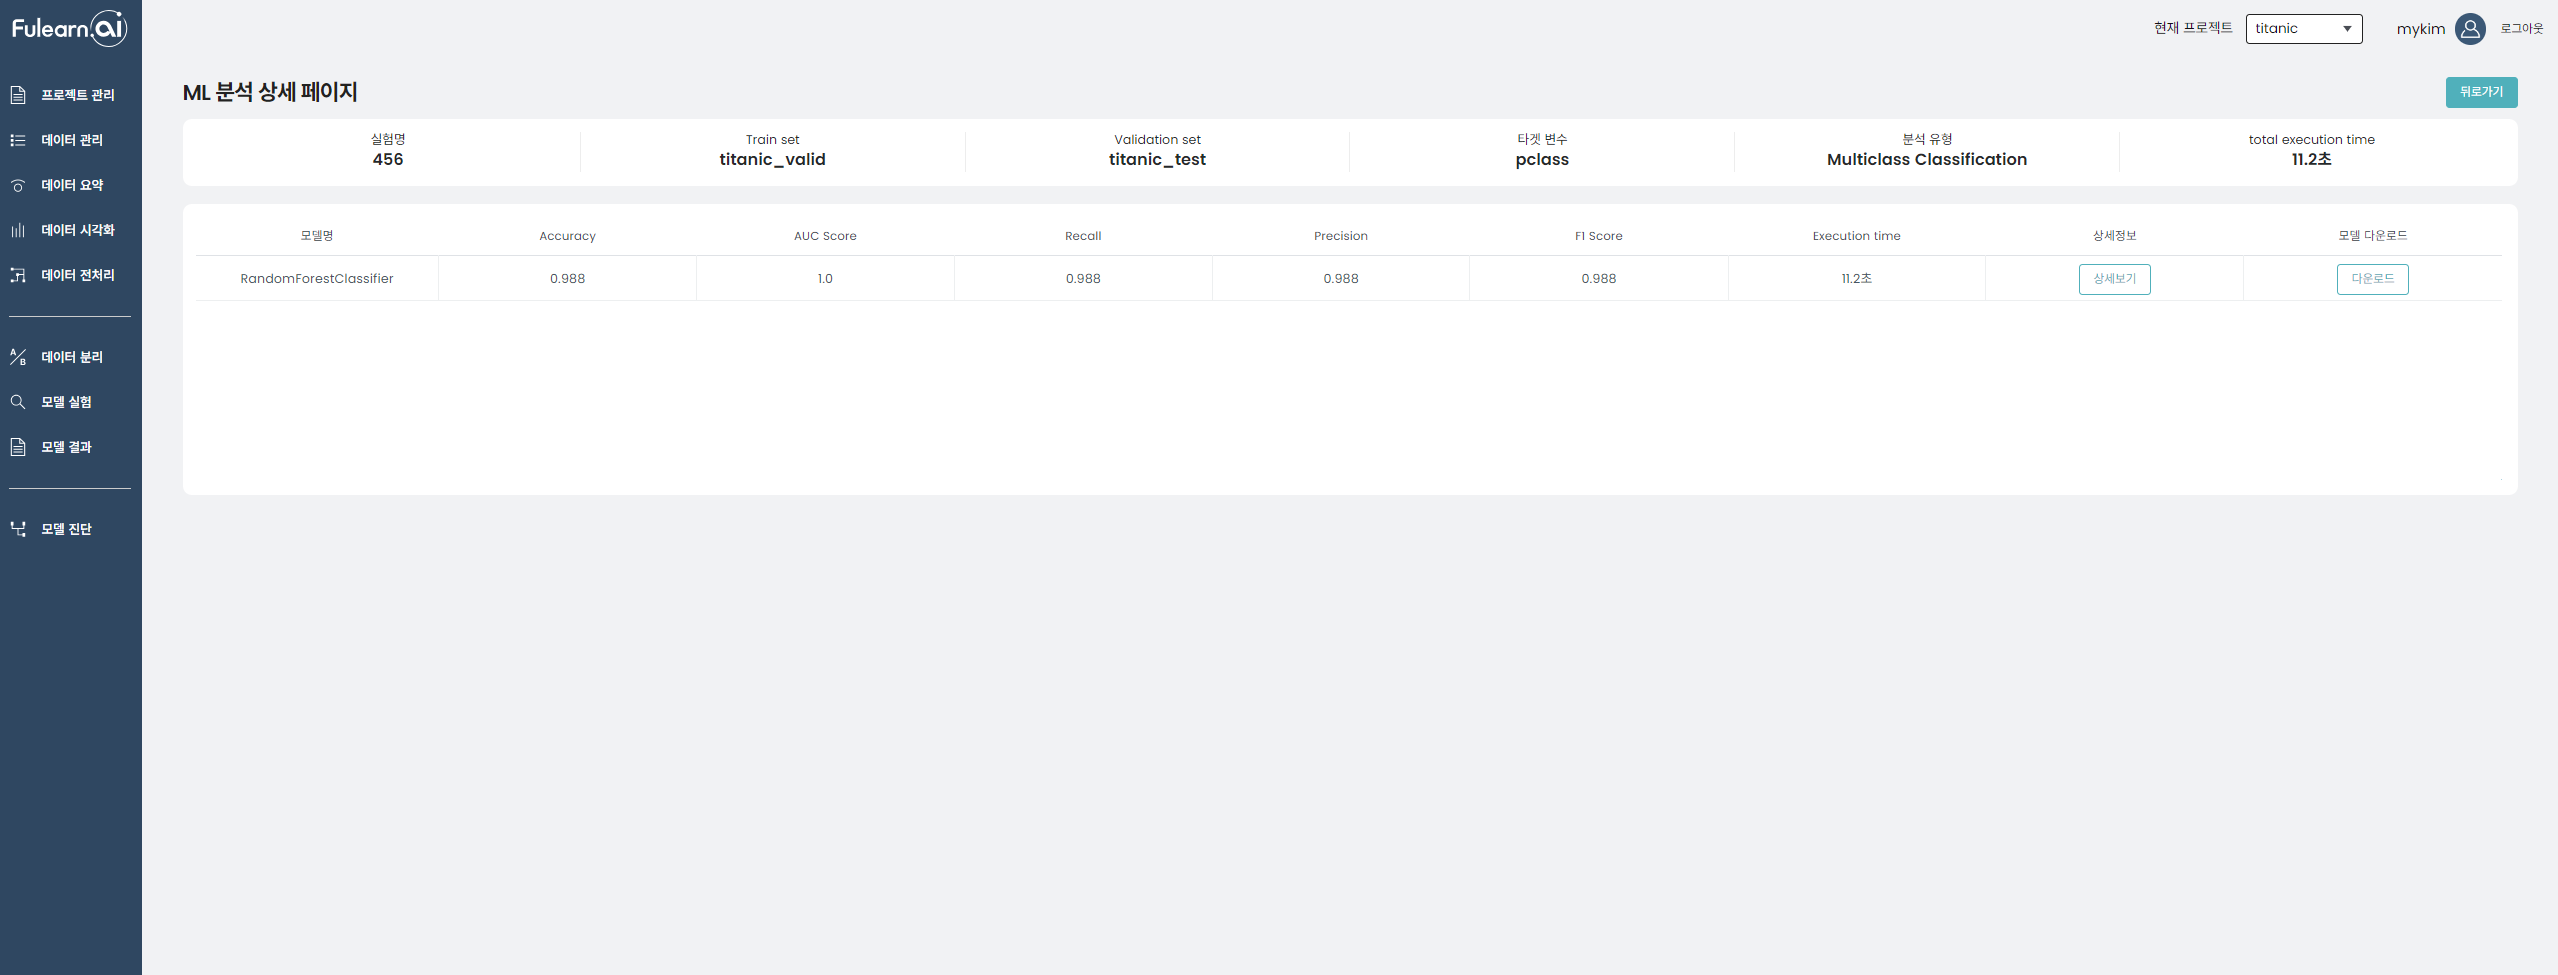 Fulearn.ai
현재 프로젝트 titanic mykim 로그아웃
프로젝트 관리
데이터 관리
데이터 요약
데이터 시각화
데이터 전처리
데이터 분리
모델 실험
모델 결과
모델 진단
ML 분석 상세 페이지 뒤로가기
실험명 Train set Validation set 타겟 변수 분석 유형 total execution time
456 titanic_valid titanic_test pclass Multiclass Classification 11.2초
모델명 Accuracy AUC Score Recall Precision F1 Score Execution time 상세정보 모델 다운로드
RandomForestClassifier 0.988 1.0 0.988 0.988 0.988 11.2초 상세보기 다운로드